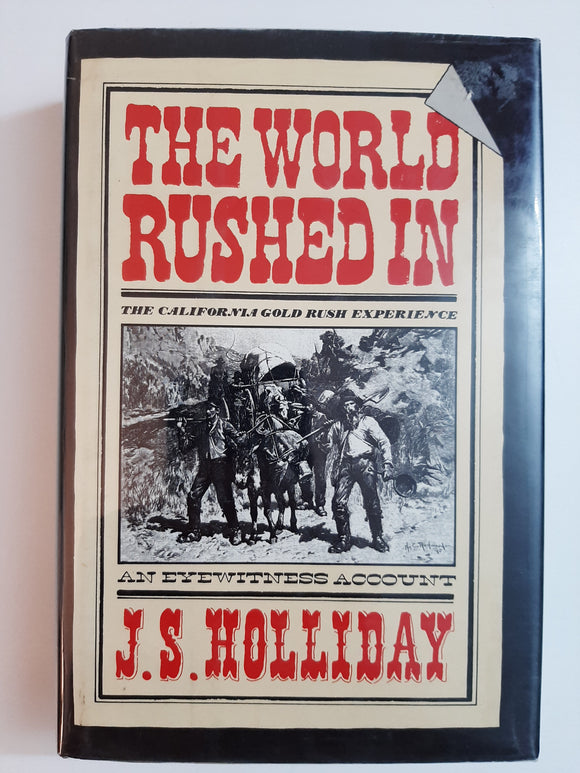 THE WORLD
RUSHED IN
THE CALIFORNIA GOLD RUSH EXPERIENCE
AN EYEWITNESS ACCOUNT
J. S. HOLLIDAY